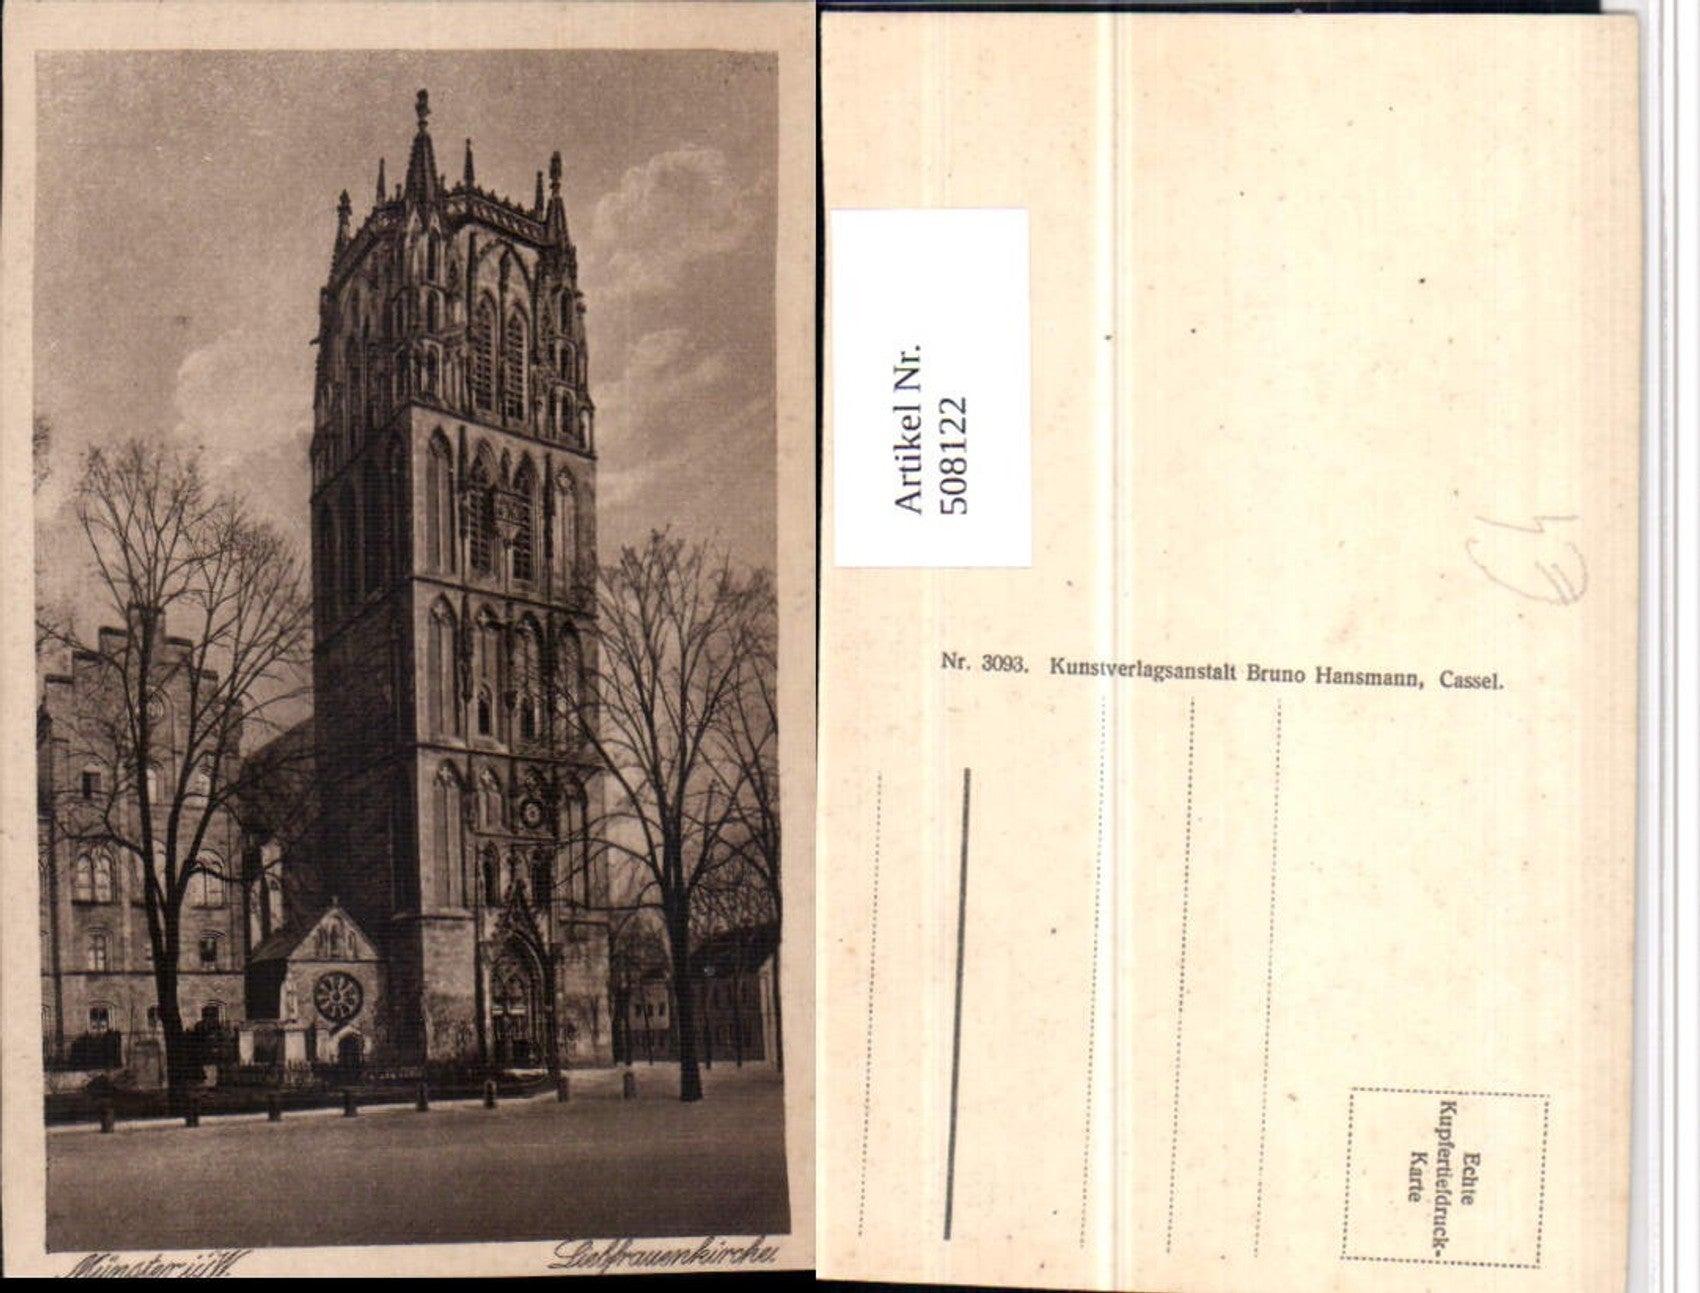 Münster i/W.
Liebfrauenkirche.
Artikel Nr.
508122
Nr. 3093. Kunstverlagsanstalt Bruno Hansmann, Cassel.
Echte
Kupfertiefdruck-
Karte